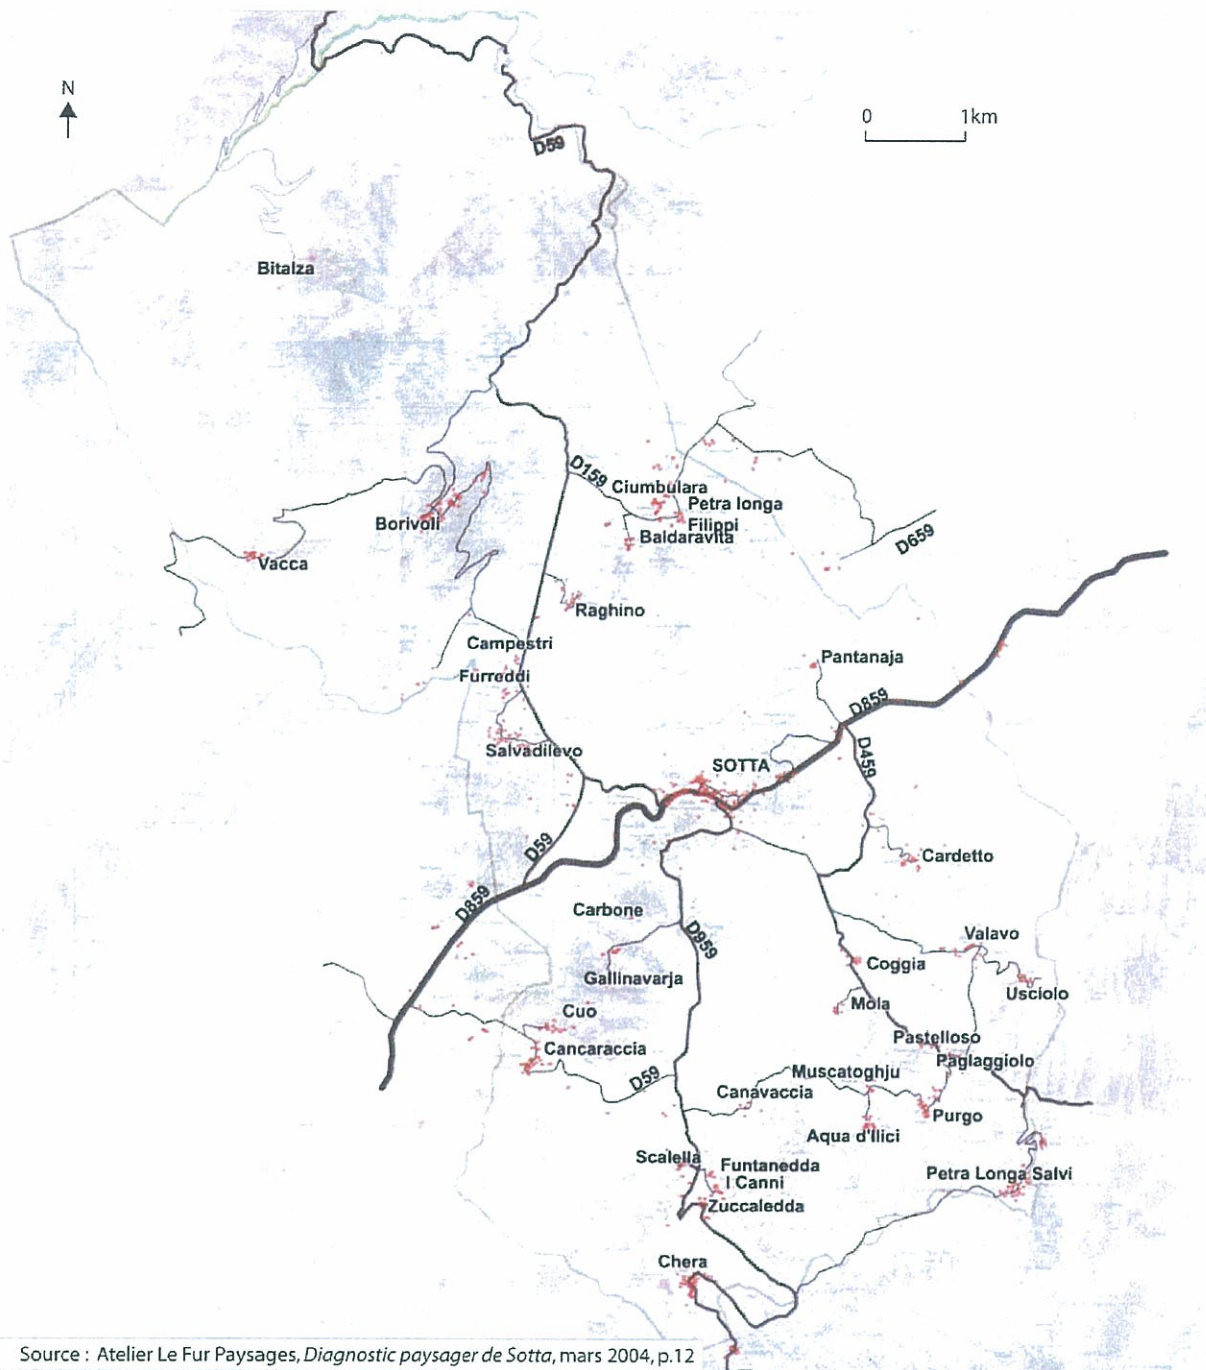 N
0 1km
D59
Bitalza
D159
Ciumbulara
Petra longa
Filippi
Baldaravita
D659
Borivoli
Vacca
Raghino
Campestri
Furreddi
Pantanaja
D859
Salvadilevo
D459
SOTTA
D59
Cardetto
D859
Carbone
D959
Valavo
Coggia
Gallinavarja
Usciolo
Mola
Cuo
Pastelloso
Cancaraccia
Paglaggiolo
Muscatoghju
D59
Canavaccia
Purgo
Aqua d'Ilici
Scalella
Funtanedda
I Canni
Petra Longa Salvi
Zuccaledda
Chera
Source : Atelier Le Fur Paysages, Diagnostic paysager de Sotta, mars 2004, p.12